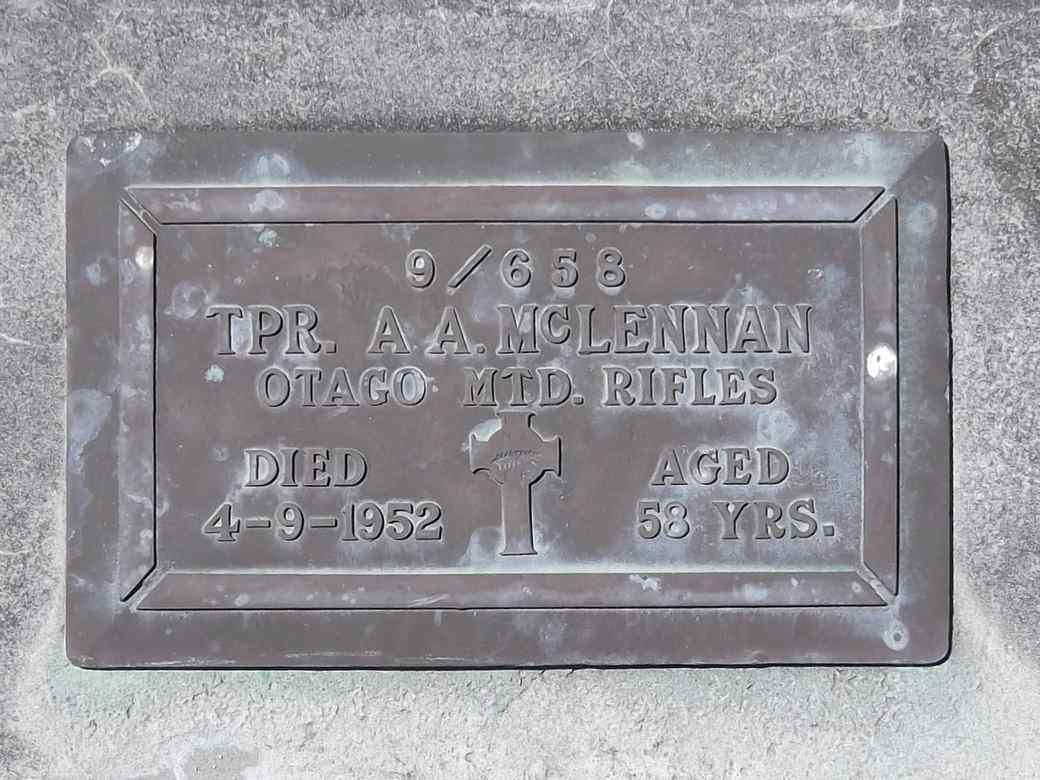 9/658
TPR. A A. McLENNAN
OTAGO MTD. RIFLES
DIED AGED
4-9-1952 58 YRS.